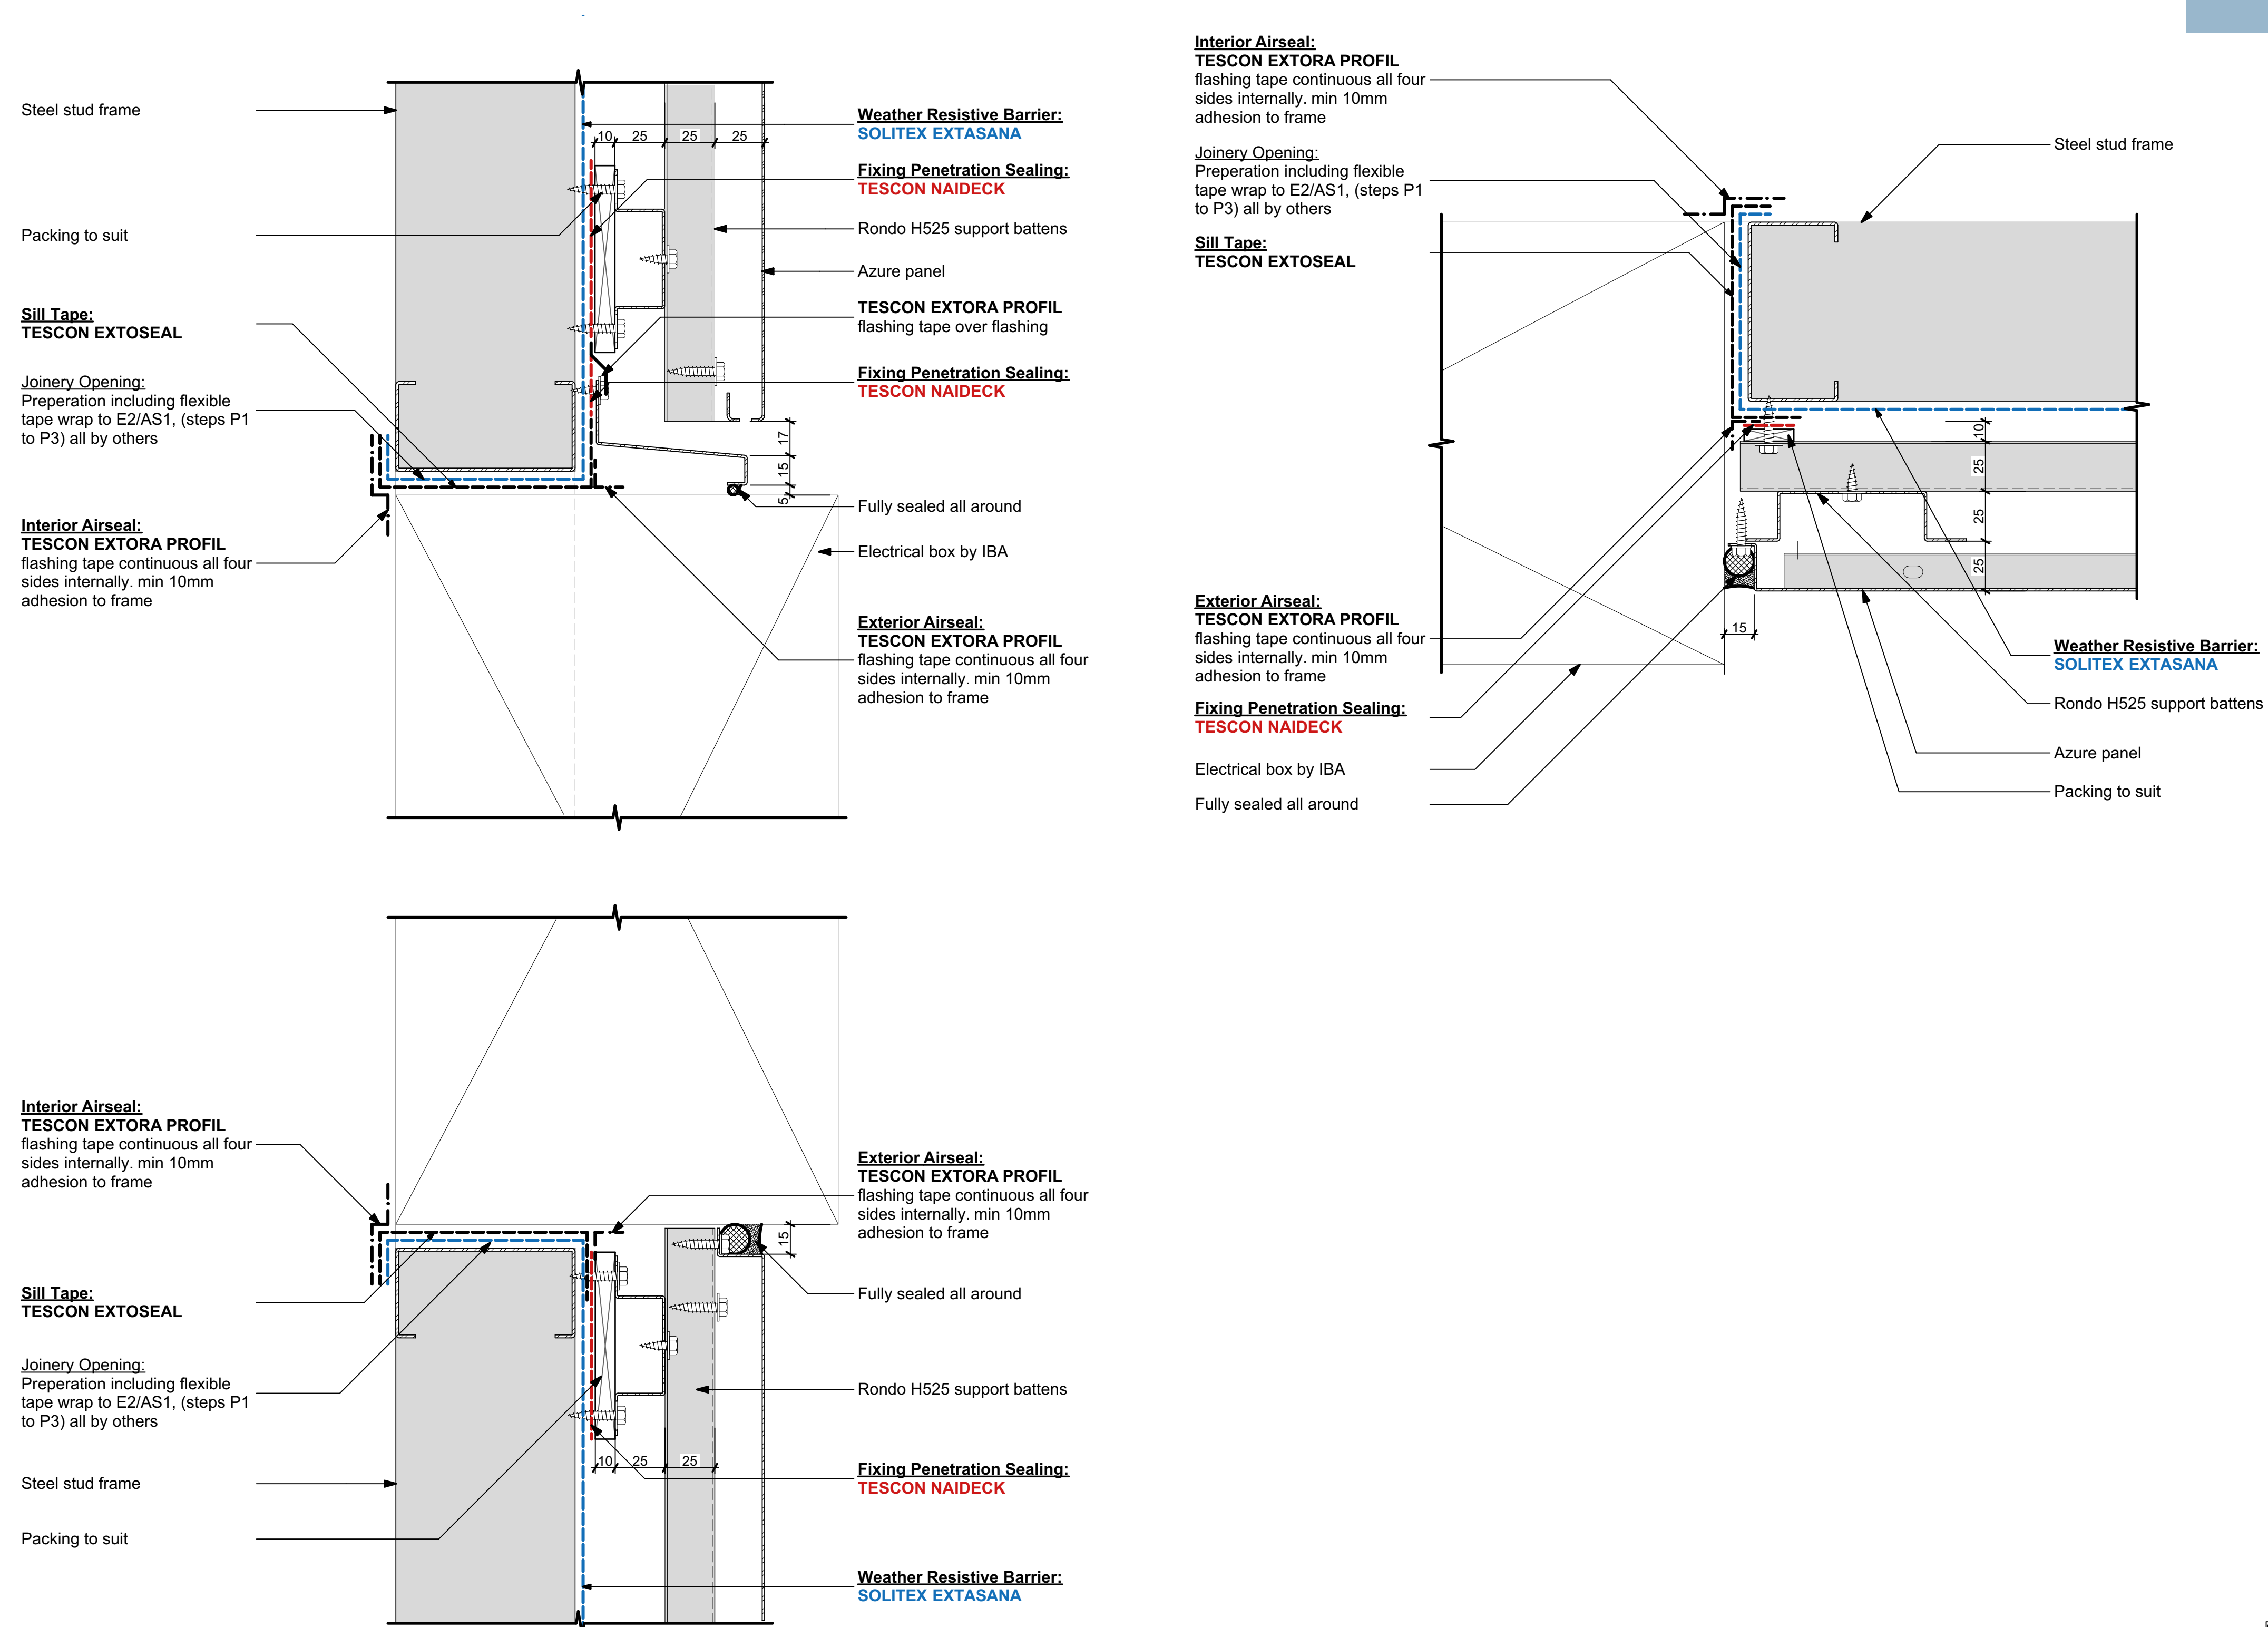 Steel stud frame
Packing to suit
Sill Tape:
TESCON EXTOSEAL
Joinery Opening:
Preperation including flexible
tape wrap to E2/AS1, (steps P1
to P3) all by others
Interior Airseal:
TESCON EXTORA PROFIL
flashing tape continuous all four
sides internally. min 10mm
adhesion to frame
10 25 25 25
17
15
5
Weather Resistive Barrier:
SOLITEX EXTASANA
Fixing Penetration Sealing:
TESCON NAIDECK
Rondo H525 support battens
Azure panel
TESCON EXTORA PROFIL
flashing tape over flashing
Fixing Penetration Sealing:
TESCON NAIDECK
Fully sealed all around
Electrical box by IBA
Exterior Airseal:
TESCON EXTORA PROFIL
flashing tape continuous all four
sides internally. min 10mm
adhesion to frame
Interior Airseal:
TESCON EXTORA PROFIL
flashing tape continuous all four
sides internally. min 10mm
adhesion to frame
Joinery Opening:
Preperation including flexible
tape wrap to E2/AS1, (steps P1
to P3) all by others
Sill Tape:
TESCON EXTOSEAL
Exterior Airseal:
TESCON EXTORA PROFIL
flashing tape continuous all four
sides internally. min 10mm
adhesion to frame
Fixing Penetration Sealing:
TESCON NAIDECK
Electrical box by IBA
Fully sealed all around
10
25
25
25
15
Steel stud frame
Weather Resistive Barrier:
SOLITEX EXTASANA
Rondo H525 support battens
Azure panel
Packing to suit
Interior Airseal:
TESCON EXTORA PROFIL
flashing tape continuous all four
sides internally. min 10mm
adhesion to frame
Sill Tape:
TESCON EXTOSEAL
Joinery Opening:
Preperation including flexible
tape wrap to E2/AS1, (steps P1
to P3) all by others
Steel stud frame
Packing to suit
15
10 25 25
Exterior Airseal:
TESCON EXTORA PROFIL
flashing tape continuous all four
sides internally. min 10mm
adhesion to frame
Fully sealed all around
Rondo H525 support battens
Fixing Penetration Sealing:
TESCON NAIDECK
Weather Resistive Barrier:
SOLITEX EXTASANA